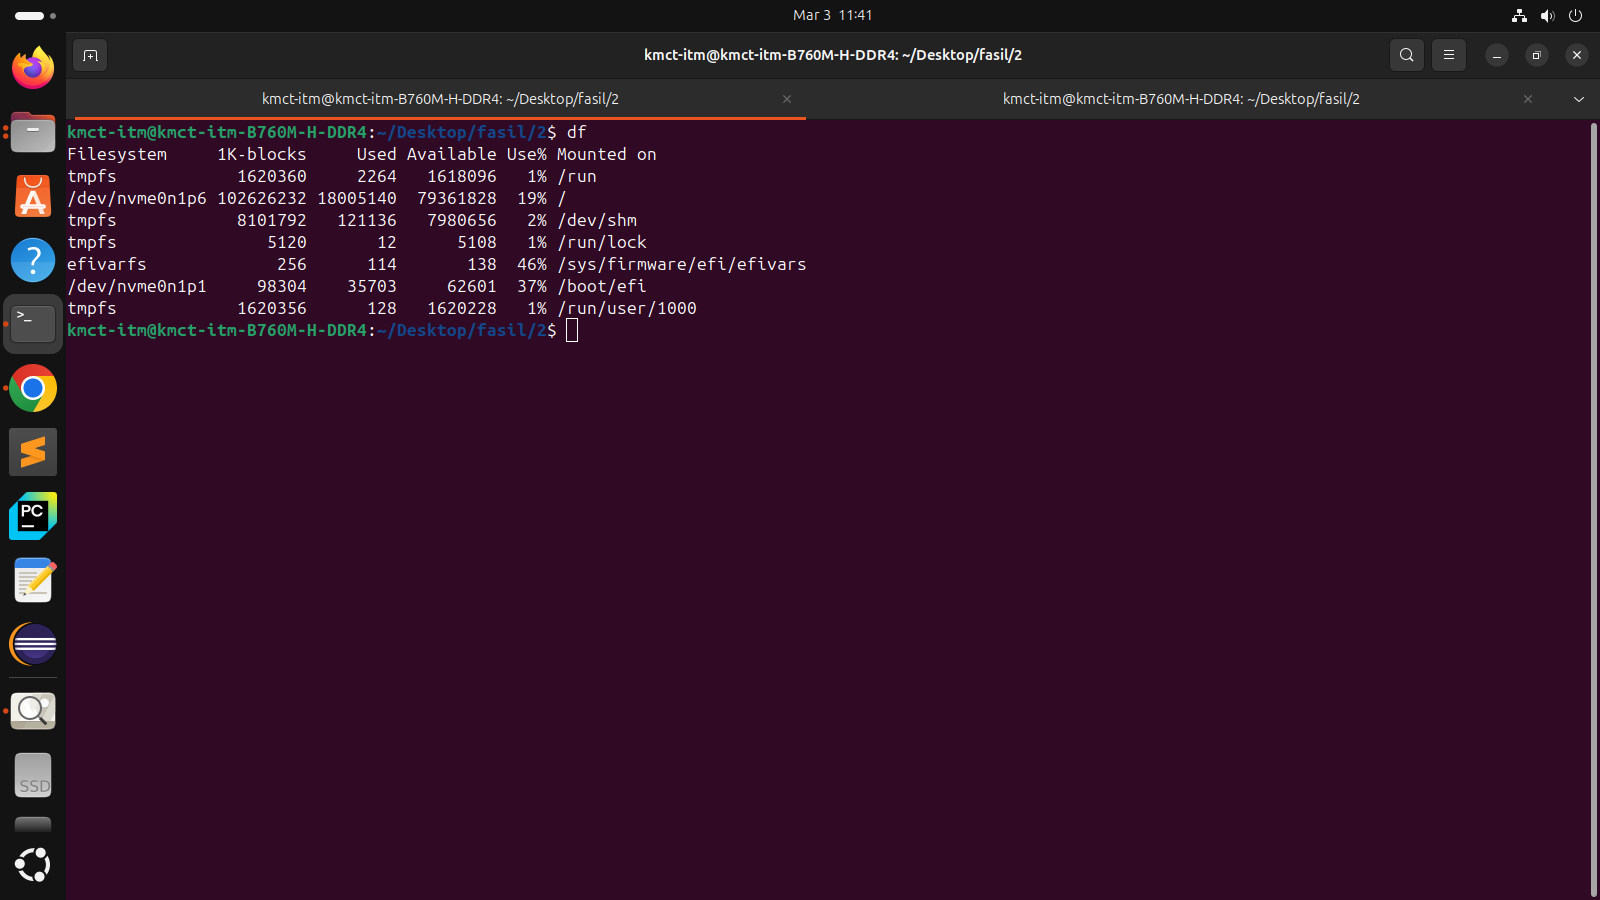 Mar 3 11:41
kmct-itm@kmct-itm-B760M-H-DDR4: ~/Desktop/fasil/2
kmct-itm@kmct-itm-B760M-H-DDR4: ~/Desktop/fasil/2 kmct-itm@kmct-itm-B760M-H-DDR4: ~/Desktop/fasil/2
kmct-itm@kmct-itm-B760M-H-DDR4:~/Desktop/fasil/2$ df
Filesystem     1K-blocks     Used Available Use% Mounted on
tmpfs            1620360     2264   1618096   1% /run
/dev/nvme0n1p6 102626232 18005140  79361828  19% /
tmpfs            8101792   121136   7980656   2% /dev/shm
tmpfs               5120       12      5108   1% /run/lock
efivarfs             256      114       138  46% /sys/firmware/efi/efivars
/dev/nvme0n1p1     98304    35703     62601  37% /boot/efi
tmpfs            1620356      128   1620228   1% /run/user/1000
kmct-itm@kmct-itm-B760M-H-DDR4:~/Desktop/fasil/2$
?
>_
PC
SSD